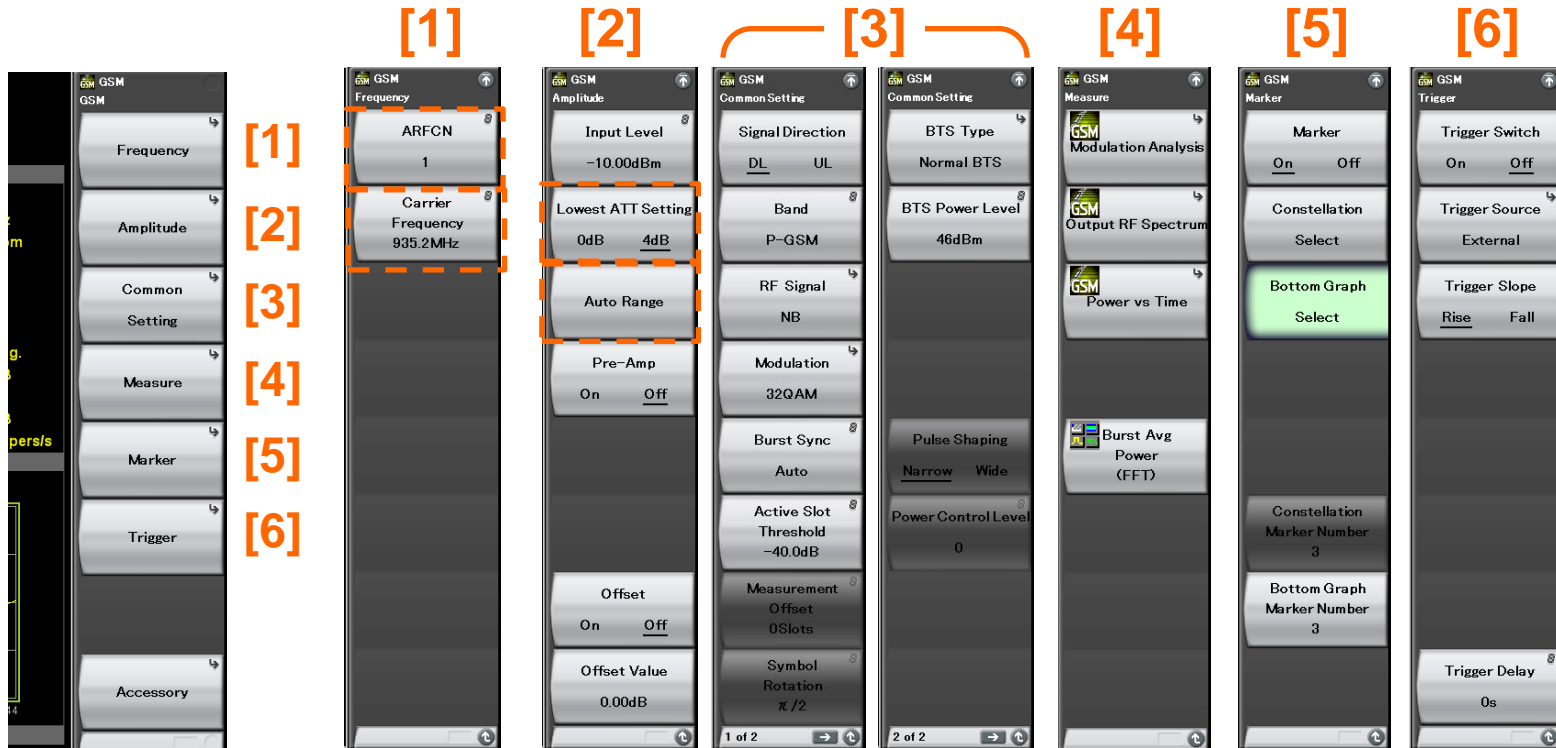 [1]
[2]
[3]
[4]
[5]
[6]
om
g.
B
pers/s
44
GSM
GSM
Frequency
[1]
Amplitude
[2]
Common
Setting
[3]
Measure
[4]
Marker
[5]
Trigger
[6]
Accessory
GSM
Frequency
ARFCN
1
Carrier
Frequency
935.2MHz
GSM
Amplitude
Input Level
-10.00dBm
Lowest ATT Setting
0dB 4dB
Auto Range
Pre-Amp
On Off
Offset
On Off
Offset Value
0.00dB
GSM
Common Setting
Signal Direction
DL UL
Band
P-GSM
RF Signal
NB
Modulation
32QAM
Burst Sync
Auto
Active Slot
Threshold
-40.0dB
Measurement
Offset
0Slots
Symbol
Rotation
π/2
1 of 2
GSM
Common Setting
BTS Type
Normal BTS
BTS Power Level
46dBm
Pulse Shaping
Narrow Wide
Power Control Level
0
2 of 2
GSM
Measure
GSM
Modulation Analysis
GSM
Output RF Spectrum
GSM
Power vs Time
Burst Avg
Power
(FFT)
GSM
Marker
Marker
On Off
Constellation
Select
Bottom Graph
Select
Constellation
Marker Number
3
Bottom Graph
Marker Number
3
GSM
Trigger
Trigger Switch
On Off
Trigger Source
External
Trigger Slope
Rise Fall
Trigger Delay
0s